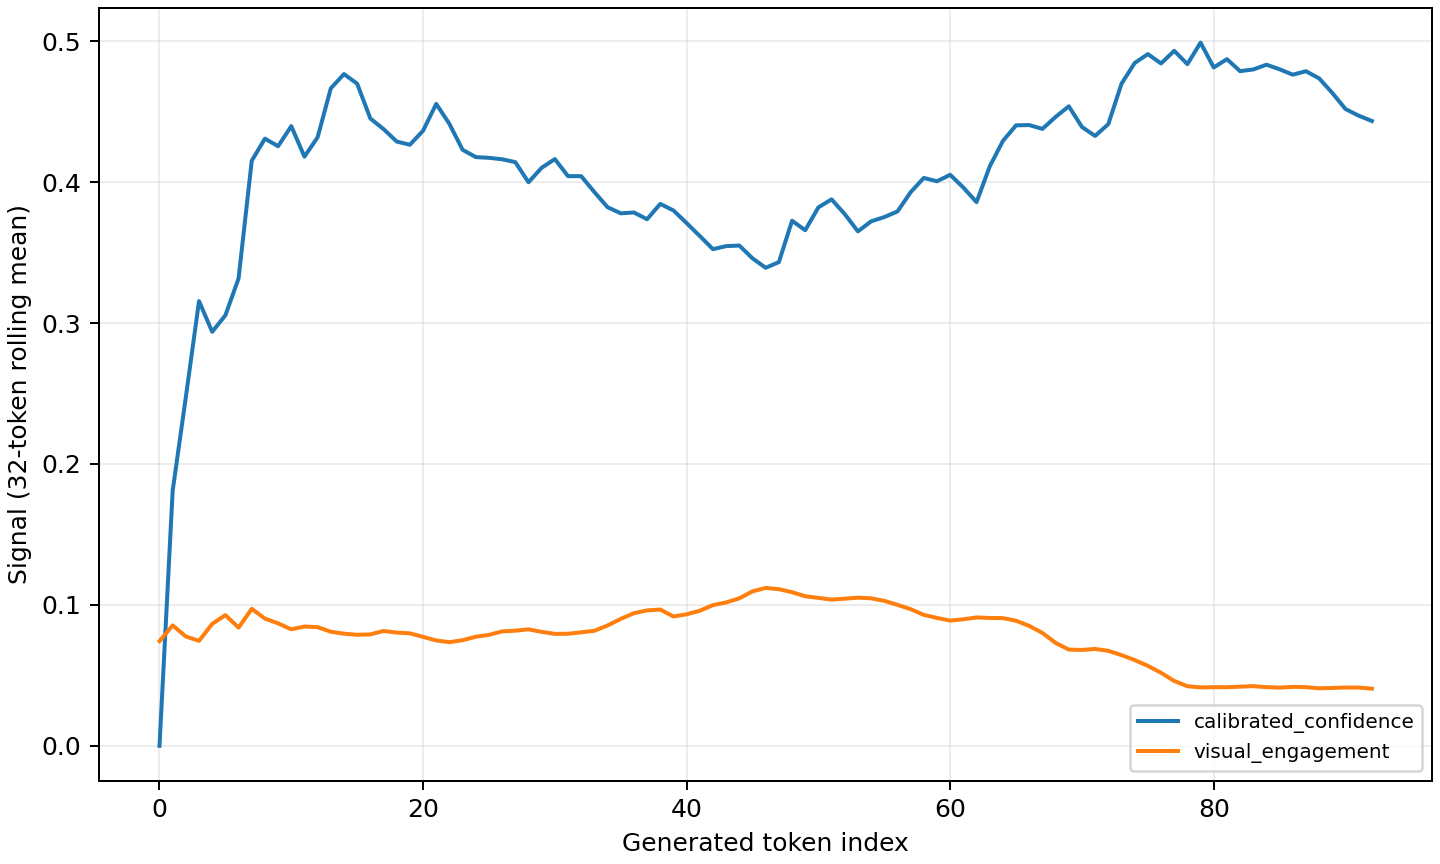 Signal (32-token rolling mean)
0.5
0.4
0.3
0.2
0.1
0.0
calibrated_confidence
visual_engagement
0 20 40 60 80
Generated token index